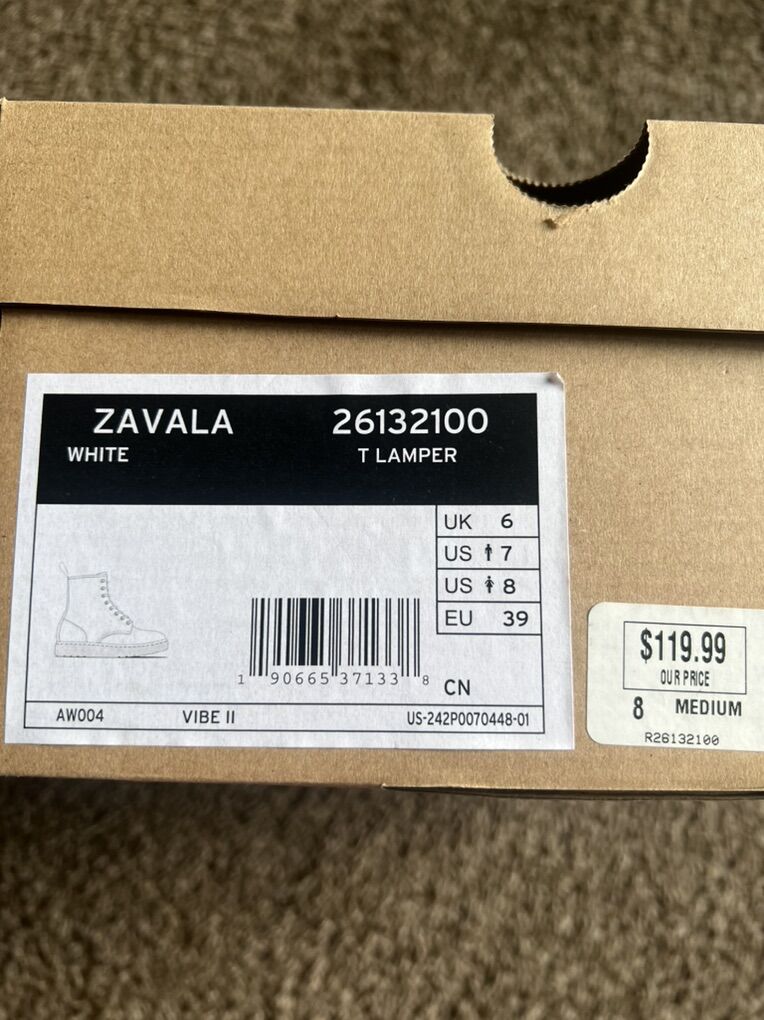 ZAVALA 26132100
WHITE T LAMPER
UK 6
US 7
US 8
EU 39
1 90665 37133 8
CN
AW004 VIBE II US-242P0070448-01
$119.99
OUR PRICE
8 MEDIUM
R26132100